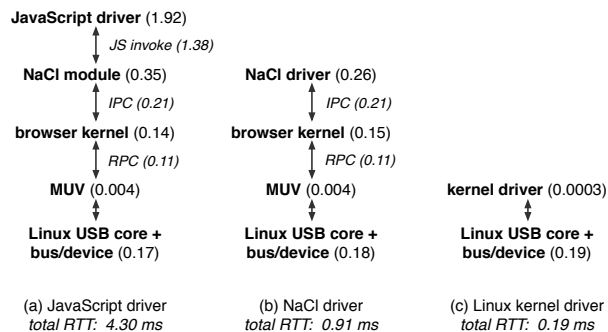 JavaScript driver (1.92)
JS invoke (1.38)
NaCl module (0.35)
IPC (0.21)
browser kernel (0.14)
RPC (0.11)
MUV (0.004)
Linux USB core +
bus/device (0.17)
(a) JavaScript driver
total RTT: 4.30 ms
NaCl driver (0.26)
IPC (0.21)
browser kernel (0.15)
RPC (0.11)
MUV (0.004)
Linux USB core +
bus/device (0.18)
(b) NaCl driver
total RTT: 0.91 ms
kernel driver (0.0003)
Linux USB core +
bus/device (0.19)
(c) Linux kernel driver
total RTT: 0.19 ms